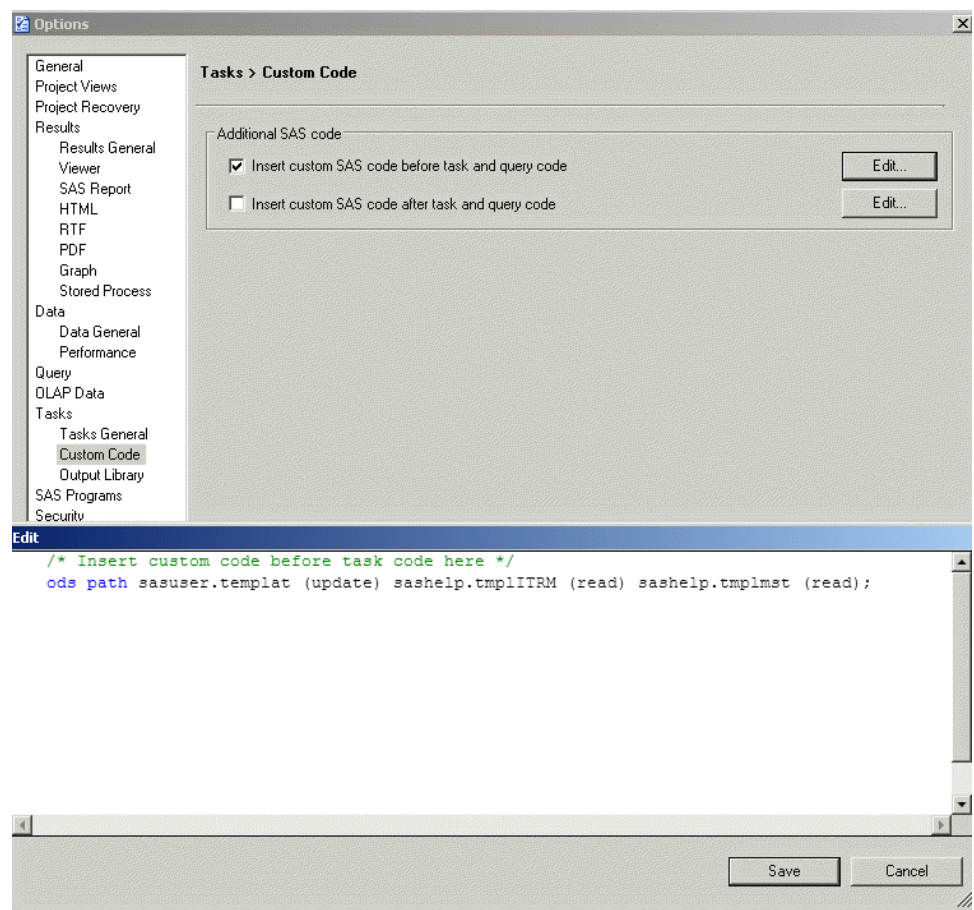 Options
General
Project Views
Project Recovery
Results
Results General
Viewer
SAS Report
HTML
RTF
PDF
Graph
Stored Process
Data
Data General
Performance
Query
OLAP Data
Tasks
Tasks General
Custom Code
Output Library
SAS Programs
Security
Tasks > Custom Code
Additional SAS code
Insert custom SAS code before task and query code
Edit...
Insert custom SAS code after task and query code
Edit...
Edit
/* Insert custom code before task code here */
ods path sasuser.templat (update) sashelp.tmplITRM (read) sashelp.tmplmst (read);
Save
Cancel